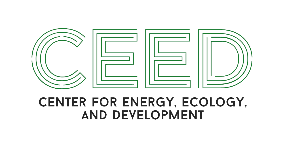 CEED
CENTER FOR ENERGY, ECOLOGY,
AND DEVELOPMENT